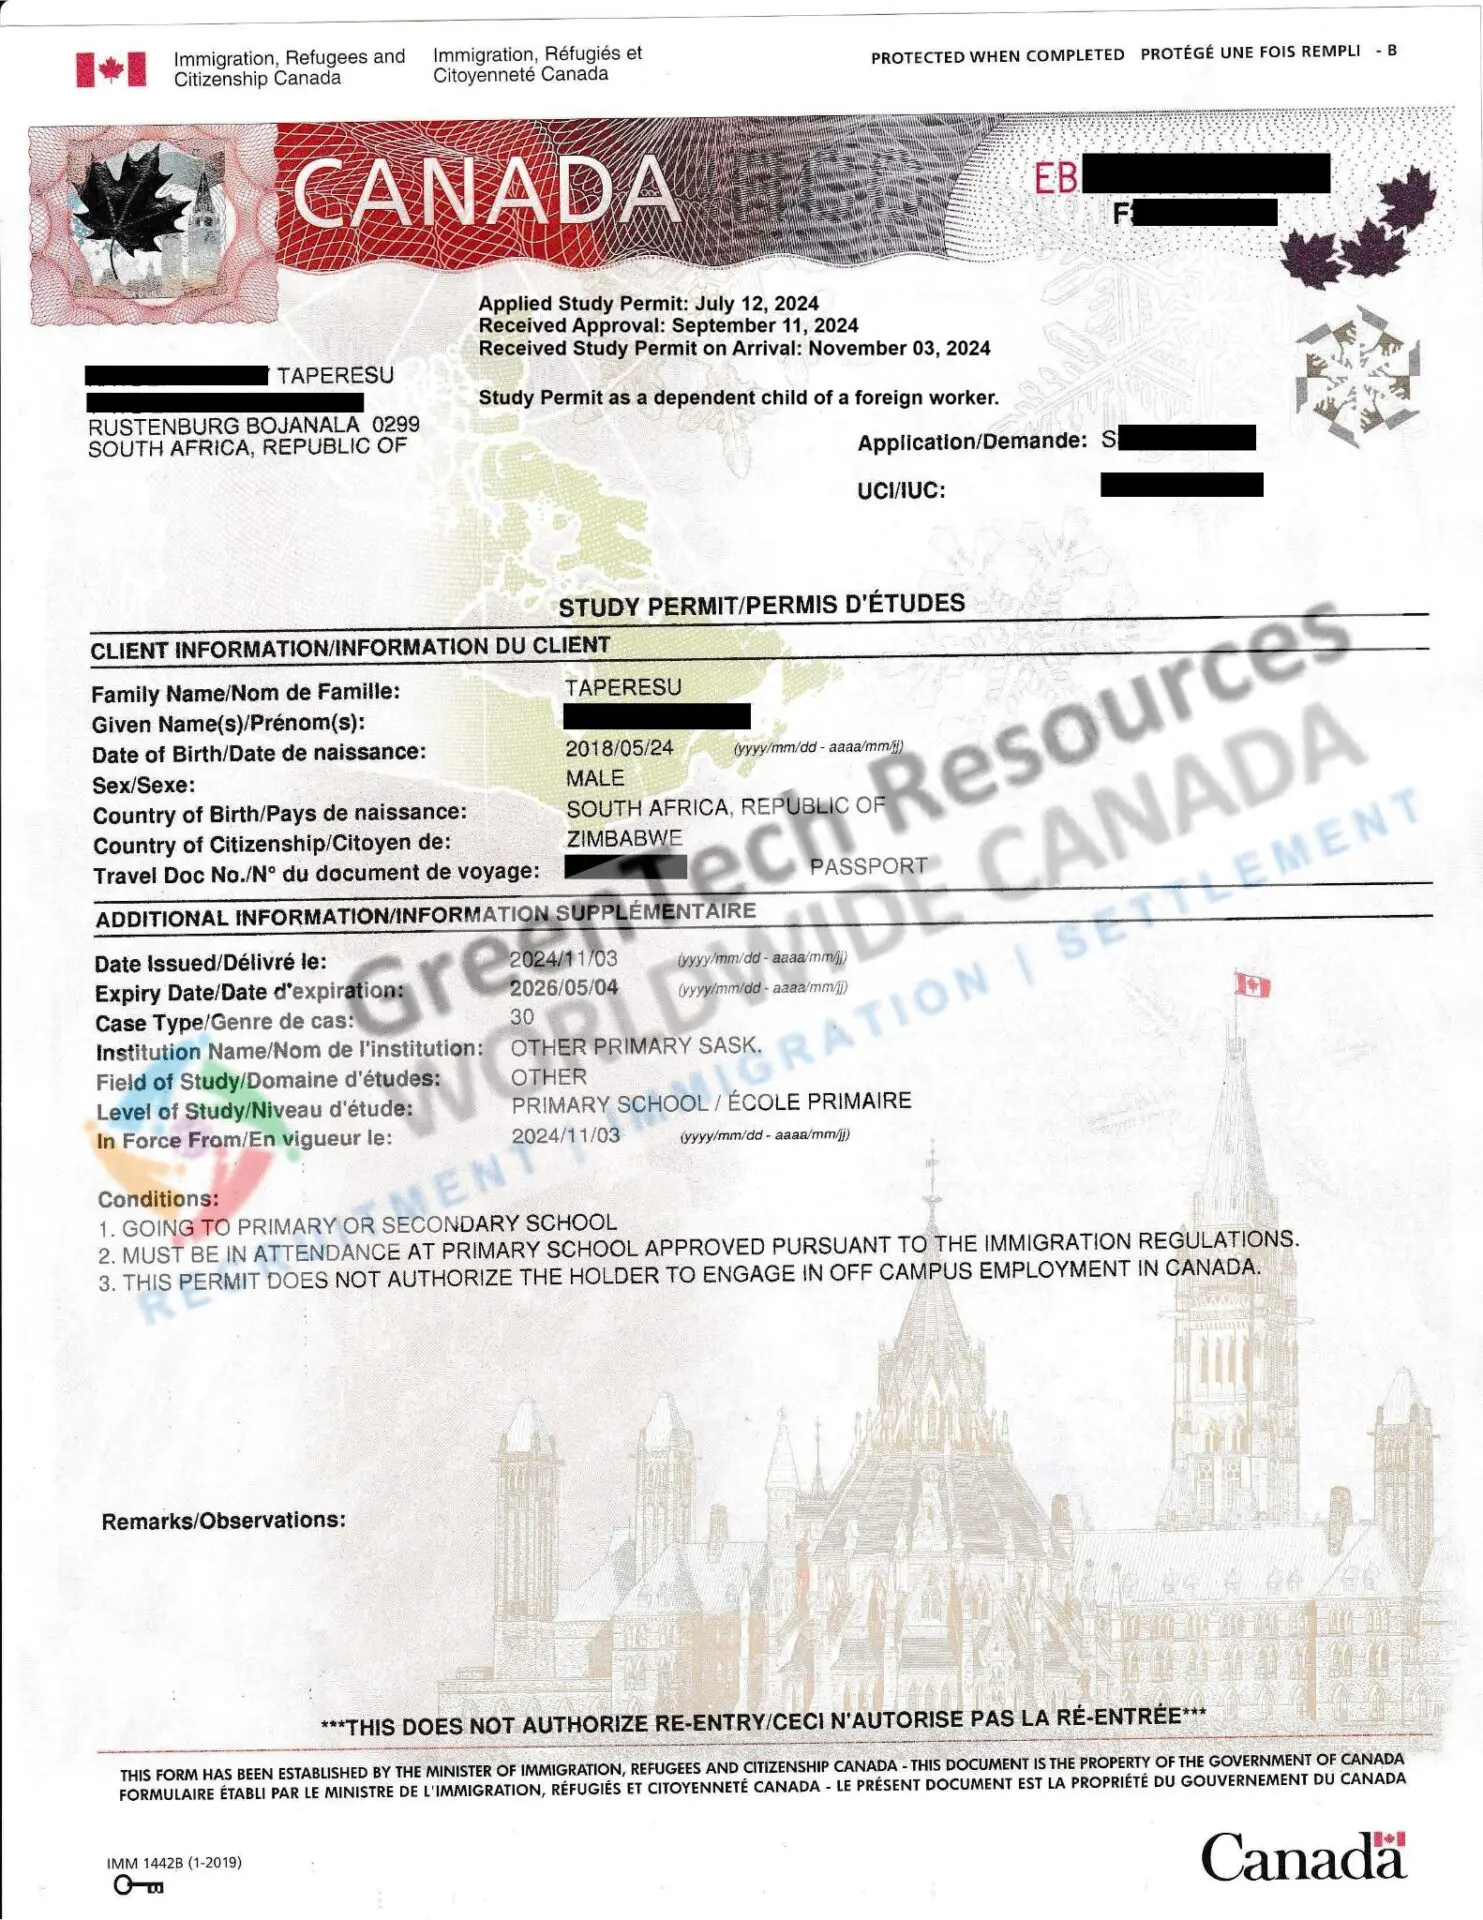 Immigration, Refugees and Citizenship Canada
Immigration, Réfugiés et Citoyenneté Canada
PROTECTED WHEN COMPLETED PROTÉGÉ UNE FOIS REMPLI - B
CANADA
EB
F
Applied Study Permit: July 12, 2024
Received Approval: September 11, 2024
Received Study Permit on Arrival: November 03, 2024
TAPERESU
Study Permit as a dependent child of a foreign worker.
RUSTENBURG BOJANALA 0299
SOUTH AFRICA, REPUBLIC OF
Application/Demande: S
UCI/IUC:
STUDY PERMIT/PERMIS D'ÉTUDES
CLIENT INFORMATION/INFORMATION DU CLIENT
Family Name/Nom de Famille: TAPERESU
Given Name(s)/Prénom(s):
Date of Birth/Date de naissance: 2018/05/24 (yyyy/mm/dd - aaaa/mm/jj)
Sex/Sexe: MALE
Country of Birth/Pays de naissance: SOUTH AFRICA, REPUBLIC OF
Country of Citizenship/Citoyen de: ZIMBABWE
Travel Doc No./N° du document de voyage: PASSPORT
ADDITIONAL INFORMATION/INFORMATION SUPPLÉMENTAIRE
Date Issued/Délivré le: 2024/11/03 (yyyy/mm/dd - aaaa/mm/jj)
Expiry Date/Date d'expiration: 2026/05/04 (yyyy/mm/dd - aaaa/mm/jj)
Case Type/Genre de cas: 30
Institution Name/Nom de l'institution: OTHER PRIMARY SASK.
Field of Study/Domaine d'études: OTHER
Level of Study/Niveau d'étude: PRIMARY SCHOOL / ÉCOLE PRIMAIRE
In Force From/En vigueur le: 2024/11/03 (yyyy/mm/dd - aaaa/mm/jj)
GreenTech Resources
WORLDWIDE CANADA
RECRUITMENT | IMMIGRATION | SETTLEMENT
Conditions:
1. GOING TO PRIMARY OR SECONDARY SCHOOL
2. MUST BE IN ATTENDANCE AT PRIMARY SCHOOL APPROVED PURSUANT TO THE IMMIGRATION REGULATIONS.
3. THIS PERMIT DOES NOT AUTHORIZE THE HOLDER TO ENGAGE IN OFF CAMPUS EMPLOYMENT IN CANADA.
Remarks/Observations:
***THIS DOES NOT AUTHORIZE RE-ENTRY/CECI N'AUTORISE PAS LA RÉ-ENTRÉE***
THIS FORM HAS BEEN ESTABLISHED BY THE MINISTER OF IMMIGRATION, REFUGEES AND CITIZENSHIP CANADA - THIS DOCUMENT IS THE PROPERTY OF THE GOVERNMENT OF CANADA
FORMULAIRE ÉTABLI PAR LE MINISTRE DE L'IMMIGRATION, RÉFUGIÉS ET CITOYENNETÉ CANADA - LE PRÉSENT DOCUMENT EST LA PROPRIÉTÉ DU GOUVERNEMENT DU CANADA
IMM 1442B (1-2019)
Canada